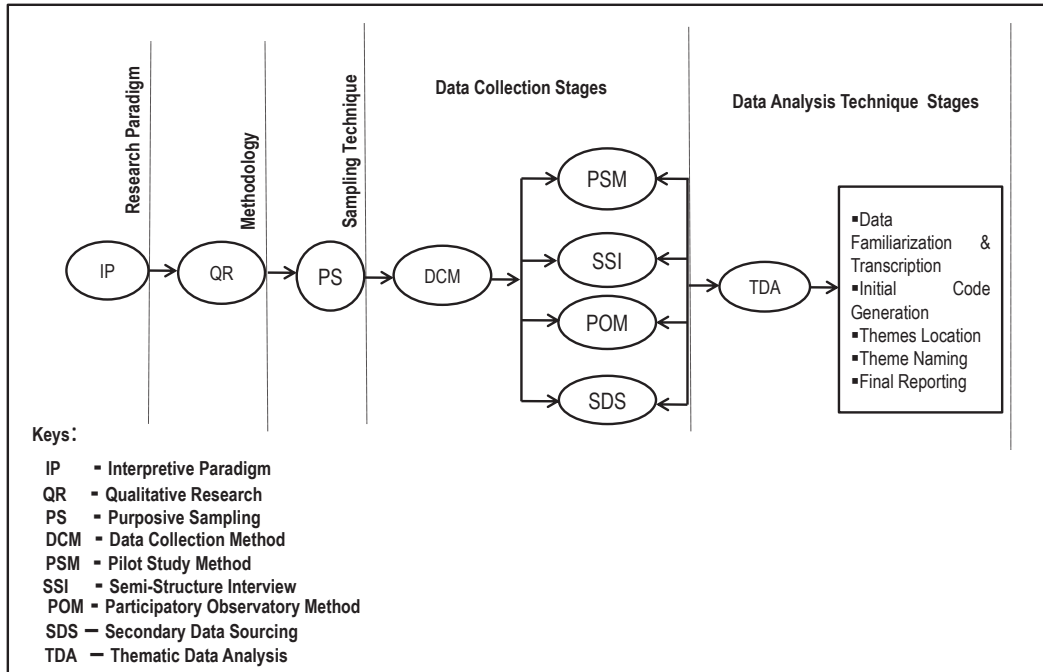 Research Paradigm
Methodology
Sampling Technique
Data Collection Stages
Data Analysis Technique Stages
IP
QR
PS
DCM
PSM
SSI
POM
SDS
TDA
▪Data
Familiarization &
Transcription
▪Initial Code
Generation
▪Themes Location
▪Theme Naming
▪Final Reporting
Keys:
IP - Interpretive Paradigm
QR - Qualitative Research
PS - Purposive Sampling
DCM - Data Collection Method
PSM - Pilot Study Method
SSI - Semi-Structure Interview
POM - Participatory Observatory Method
SDS – Secondary Data Sourcing
TDA – Thematic Data Analysis